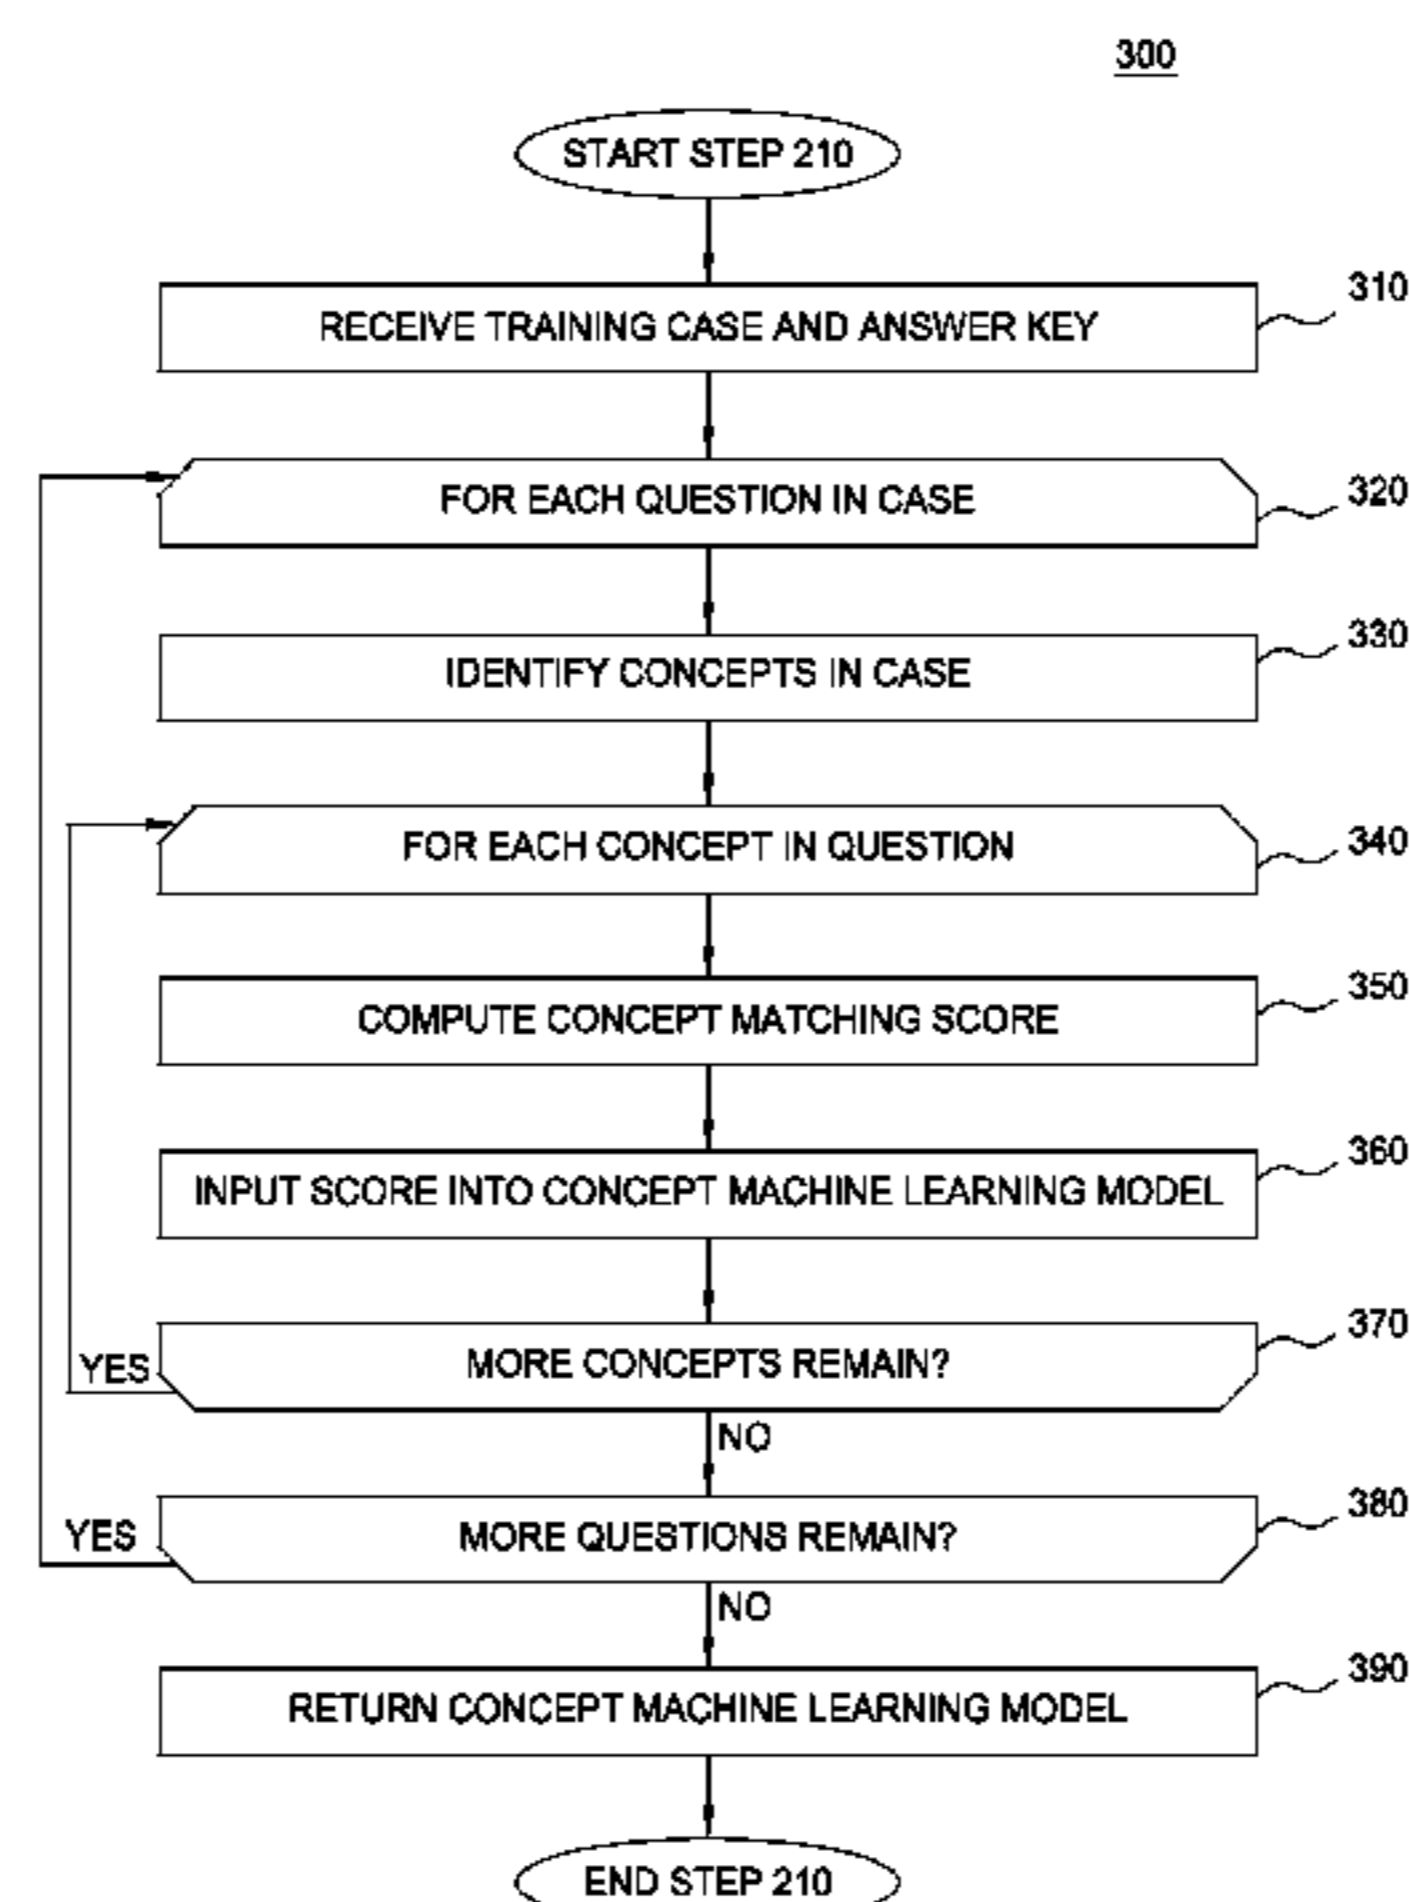 300
START STEP 210
RECEIVE TRAINING CASE AND ANSWER KEY
310
FOR EACH QUESTION IN CASE
320
IDENTIFY CONCEPTS IN CASE
330
FOR EACH CONCEPT IN QUESTION
340
COMPUTE CONCEPT MATCHING SCORE
350
INPUT SCORE INTO CONCEPT MACHINE LEARNING MODEL
360
MORE CONCEPTS REMAIN?
370
YES
NO
MORE QUESTIONS REMAIN?
380
YES
NO
RETURN CONCEPT MACHINE LEARNING MODEL
390
END STEP 210